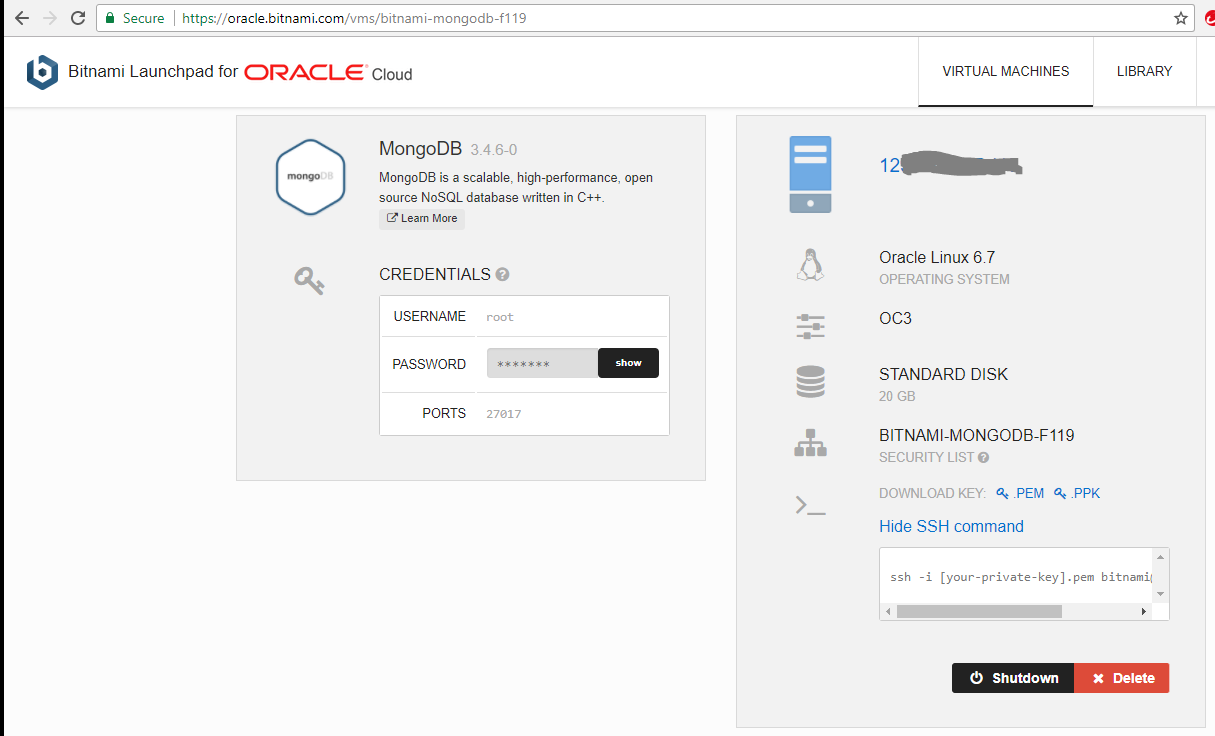 Secure https://oracle.bitnami.com/vms/bitnami-mongodb-f119
Bitnami Launchpad for ORACLE Cloud
VIRTUAL MACHINES
LIBRARY
mongoDB
MongoDB 3.4.6-0
MongoDB is a scalable, high-performance, open
source NoSQL database written in C++.
Learn More
CREDENTIALS ?
USERNAME root
PASSWORD ******* show
PORTS 27017
12
Oracle Linux 6.7
OPERATING SYSTEM
OC3
STANDARD DISK
20 GB
BITNAMI-MONGODB-F119
SECURITY LIST ?
DOWNLOAD KEY: .PEM .PPK
Hide SSH command
ssh -i [your-private-key].pem bitnami@
Shutdown
Delete